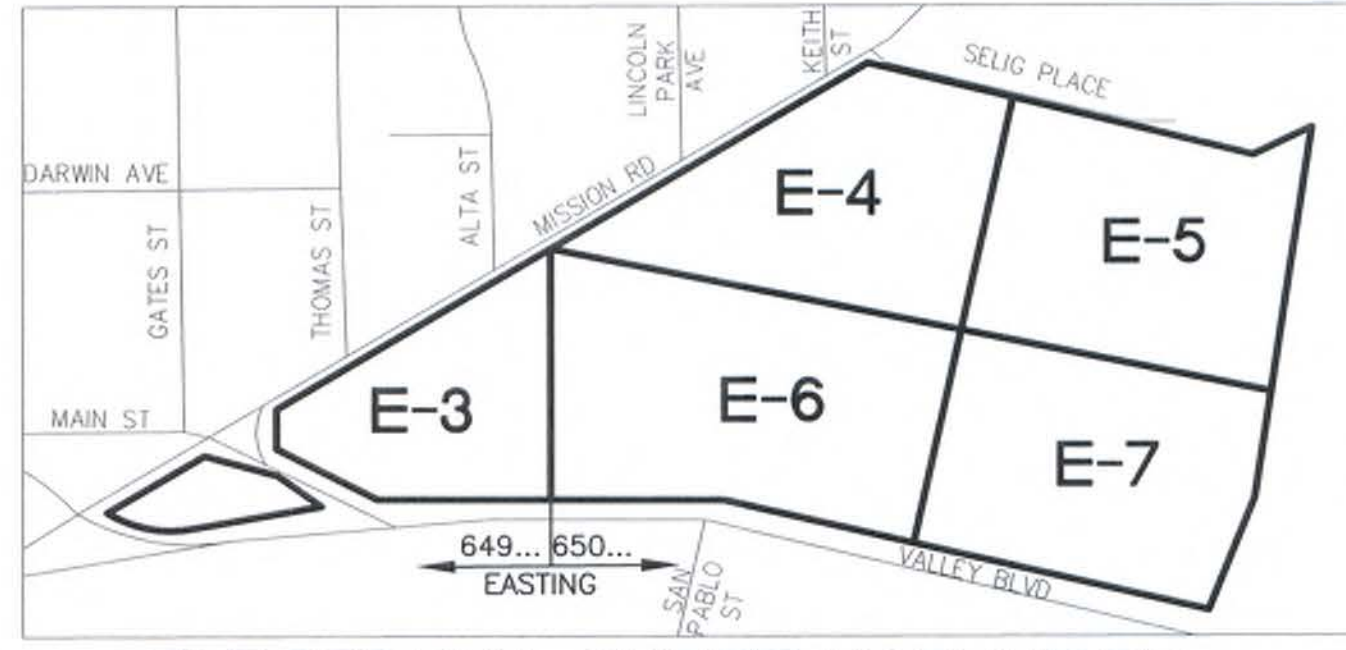 KEITH
ST
LINCOLN
PARK
AVE
SELIG PLACE
DARWIN AVE
ALTA ST
MISSION RD
E-4
THOMAS ST
GATES ST
E-5
MAIN ST
E-3
E-6
E-7
649... 650...
EASTING
SAN
PABLO
ST
VALLEY BLVD